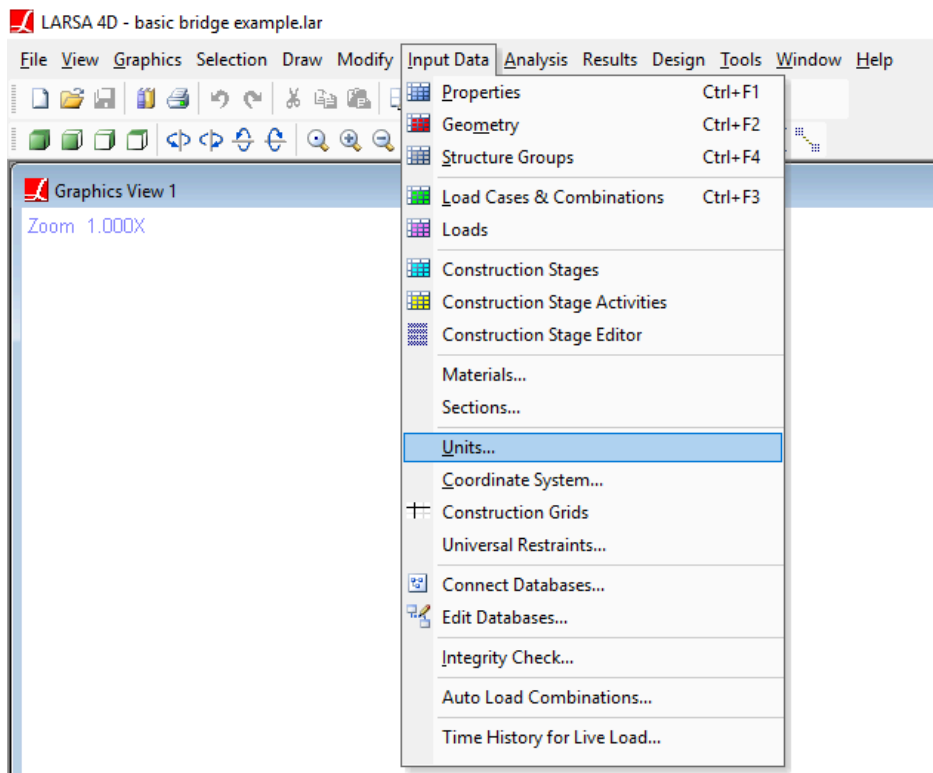 LARSA 4D - basic bridge example.lar
File View Graphics Selection Draw Modify Input Data Analysis Results Design Tools Window Help
Properties Ctrl+F1
Geometry Ctrl+F2
Structure Groups Ctrl+F4
Load Cases & Combinations Ctrl+F3
Loads
Construction Stages
Construction Stage Activities
Construction Stage Editor
Materials...
Sections...
Units...
Coordinate System...
Construction Grids
Universal Restraints...
Connect Databases...
Edit Databases...
Integrity Check...
Auto Load Combinations...
Time History for Live Load...
Graphics View 1
Zoom 1.000X